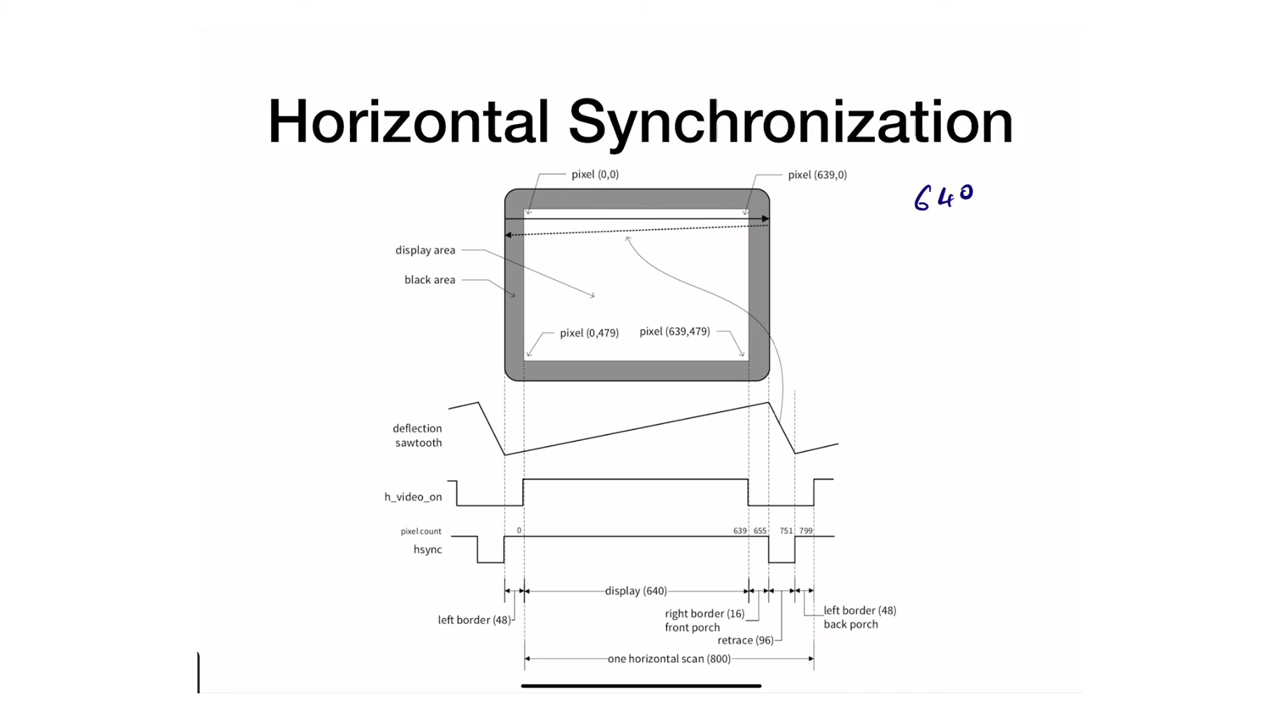 Horizontal Synchronization
pixel (0,0)
pixel (639,0)
640
display area
black area
pixel (0,479)
pixel (639,479)
deflection
sawtooth
h_video_on
pixel count
0
639
655
751
799
hsync
display (640)
left border (48)
right border (16)
front porch
left border (48)
back porch
retrace (96)
one horizontal scan (800)